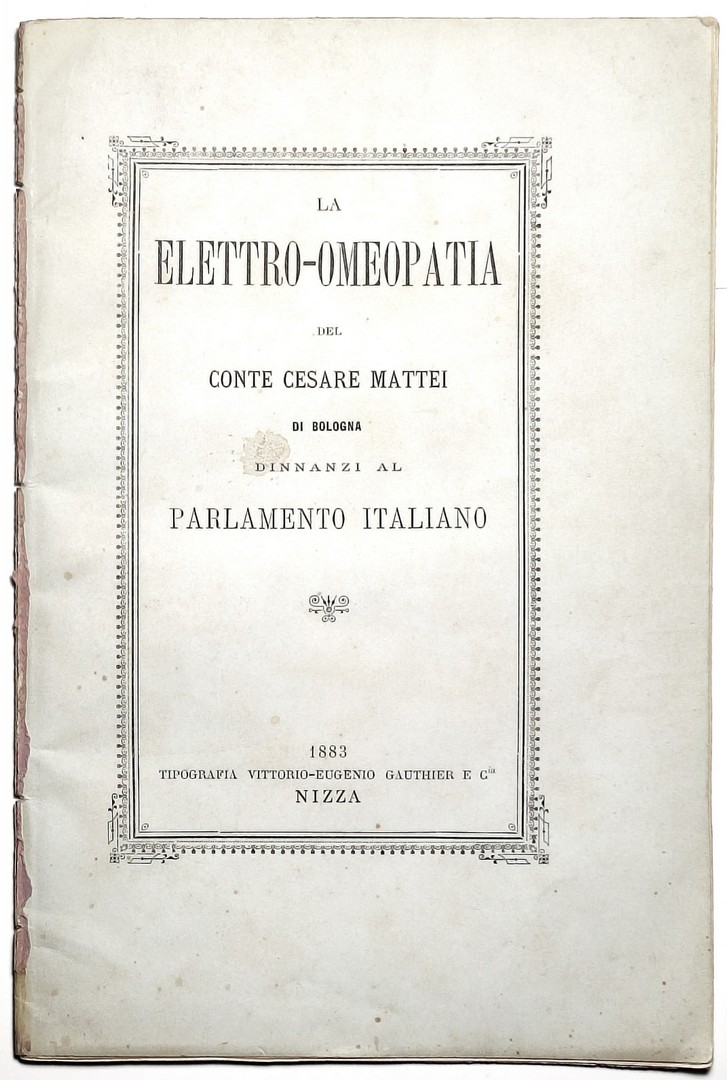 LA
ELETTRO-OMEOPATIA
DEL
CONTE CESARE MATTEI
DI BOLOGNA
DINNANZI AL
PARLAMENTO ITALIANO
1883
TIPOGRAFIA VITTORIO-EUGENIO GAUTHIER E Cia
NIZZA